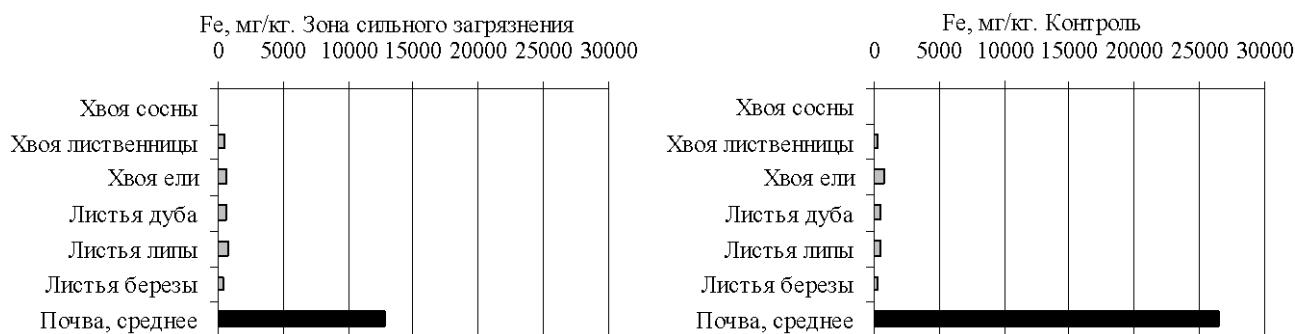 Fe, мг/кг. Зона сильного загрязнения
0 5000 10000 15000 20000 25000 30000
Хвоя сосны
Хвоя лиственницы
Хвоя ели
Листья дуба
Листья липы
Листья березы
Почва, среднее
Fe, мг/кг. Контроль
0 5000 10000 15000 20000 25000 30000
Хвоя сосны
Хвоя лиственницы
Хвоя ели
Листья дуба
Листья липы
Листья березы
Почва, среднее